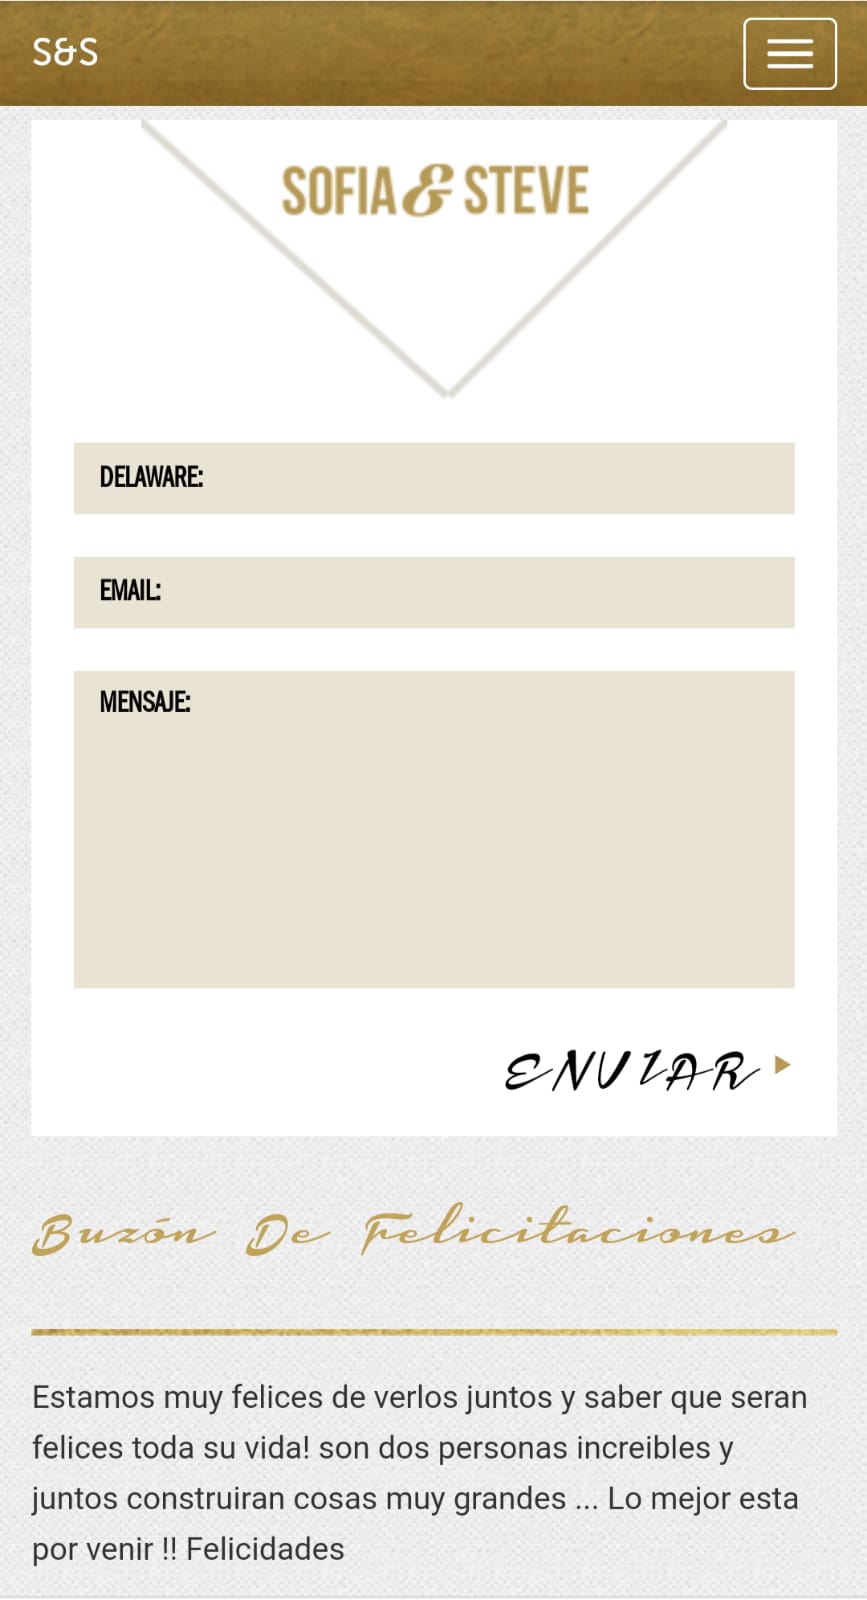 S&S
SOFIA & STEVE
DELAWARE:
EMAIL:
MENSAJE:
ENVIAR
Buzón De Felicitaciones
Estamos muy felices de verlos juntos y saber que seran
felices toda su vida! son dos personas increibles y
juntos construiran cosas muy grandes ... Lo mejor esta
por venir !! Felicidades